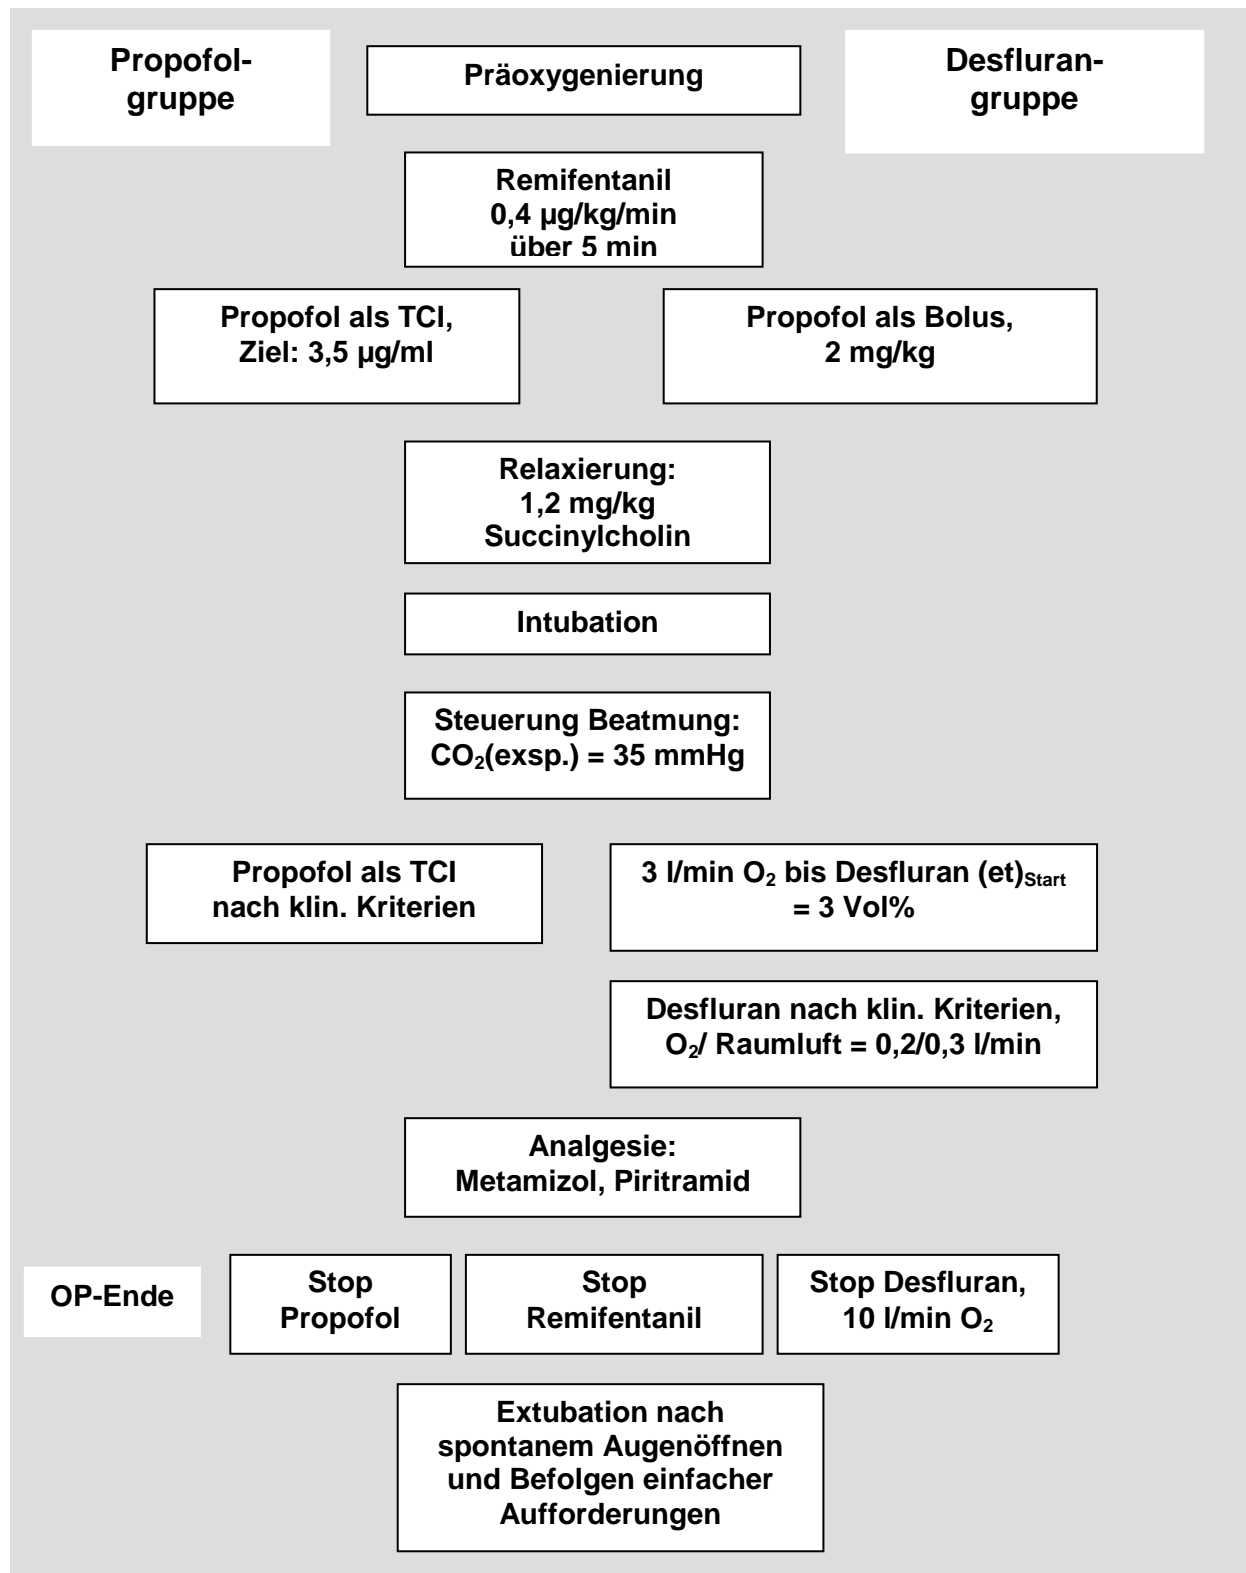 Propofol-
gruppe
Präoxygenierung
Desfluran-
gruppe
Remifentanil
0,4 µg/kg/min
über 5 min
Propofol als TCI,
Ziel: 3,5 µg/ml
Propofol als Bolus,
2 mg/kg
Relaxierung:
1,2 mg/kg
Succinylcholin
Intubation
Steuerung Beatmung:
CO₂(exsp.) = 35 mmHg
Propofol als TCI
nach klin. Kriterien
3 l/min O₂ bis Desfluran (et)Start
= 3 Vol%
Desfluran nach klin. Kriterien,
O₂/ Raumluft = 0,2/0,3 l/min
Analgesie:
Metamizol, Piritramid
OP-Ende
Stop
Propofol
Stop
Remifentanil
Stop Desfluran,
10 l/min O₂
Extubation nach
spontanem Augenöffnen
und Befolgen einfacher
Aufforderungen